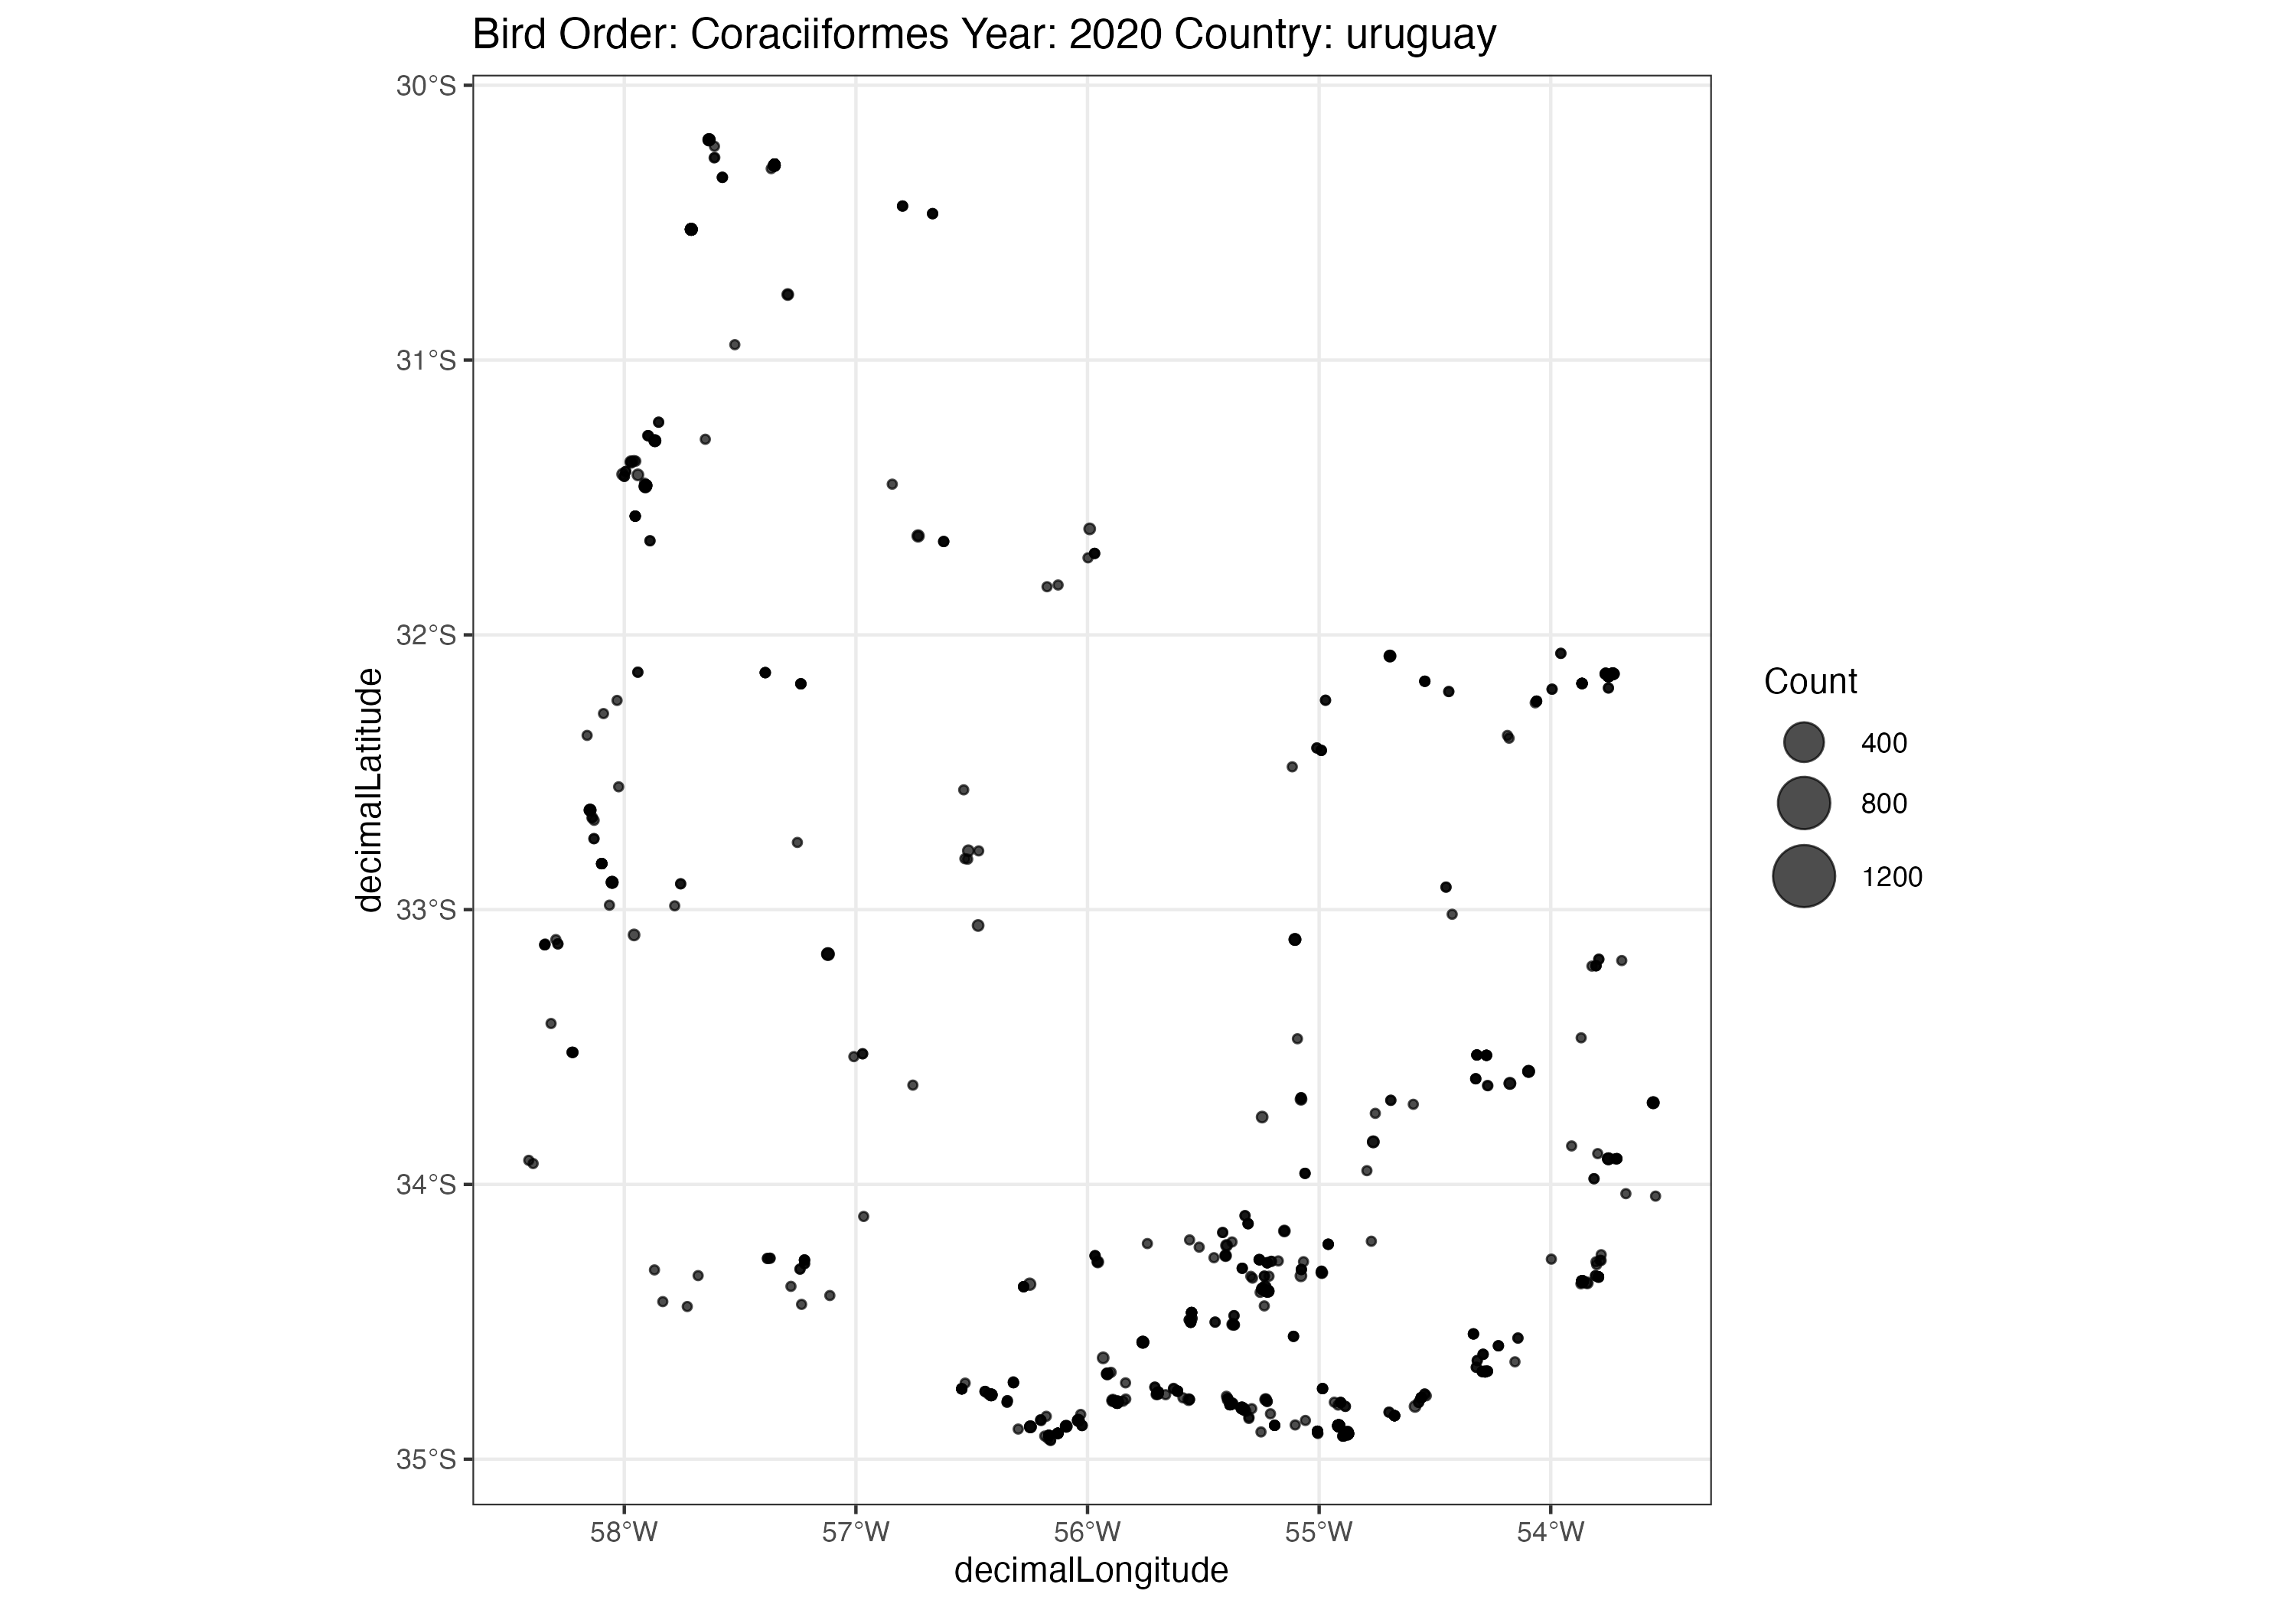 Bird Order: Coraciiformes Year: 2020 Country: uruguay
30°S
31°S
32°S
33°S
34°S
35°S
decimalLatitude
58°W
57°W
56°W
55°W
54°W
decimalLongitude
Count
400
800
1200